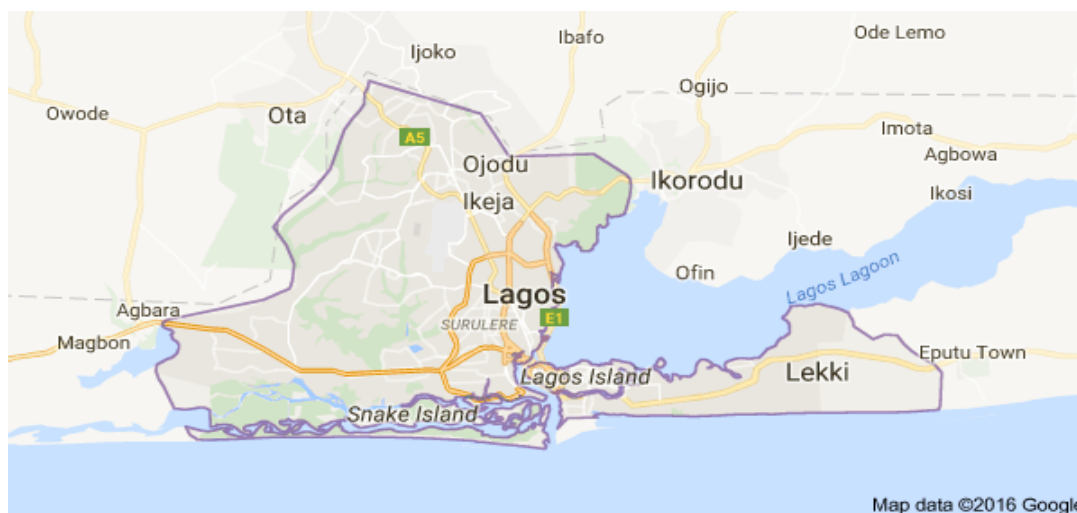 Ode Lemo
Ibafo
Ijoko
Ogijo
Owode
Ota
Imota
A5
Ojodu
Agbowa
Ikorodu
Ikeja
Ikosi
Ijede
Ofin
Lagos Lagoon
Lagos
Agbara
E1
SURULERE
Magbon
Eputu Town
Lagos Island
Lekki
Snake Island
Map data ©2016 Google